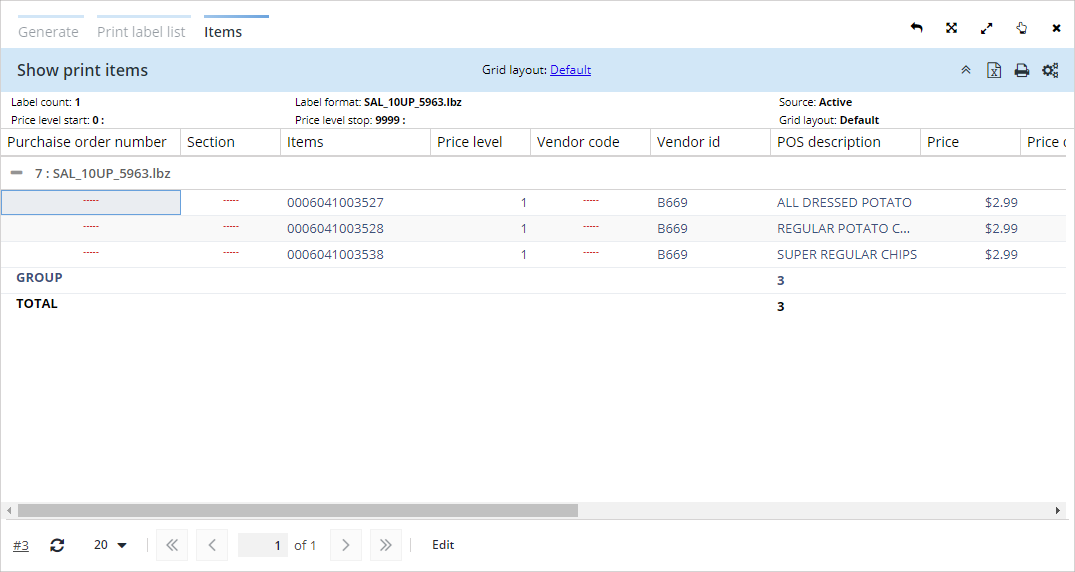 Generate Print label list Items
Show print items Grid layout: Default
Label count: 1 Label format: SAL_10UP_5963.lbz Source: Active
Price level start: 0 : Price level stop: 9999 : Grid layout: Default
Purchaise order number Section Items Price level Vendor code Vendor id POS description Price Price c
7 : SAL_10UP_5963.lbz
----- ----- 0006041003527 1 ----- B669 ALL DRESSED POTATO $2.99
----- ----- 0006041003528 1 ----- B669 REGULAR POTATO C... $2.99
----- ----- 0006041003538 1 ----- B669 SUPER REGULAR CHIPS $2.99
GROUP 3
TOTAL 3
#3 20 1 of 1 Edit